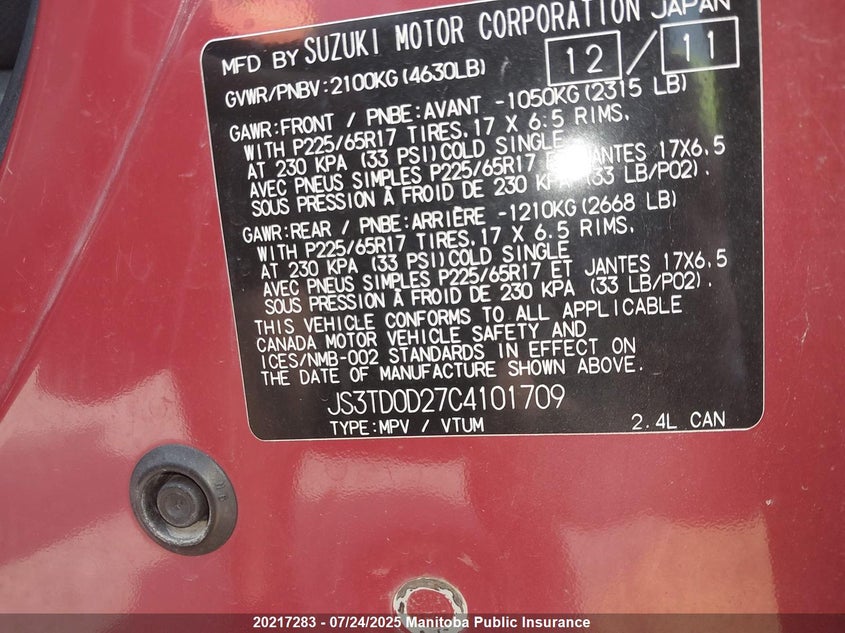 MFD BY SUZUKI MOTOR CORPORATION JAPAN
GVWR/PNBV:2100KG(4630LB) 12/11
GAWR:FRONT / PNBE:AVANT -1050KG(2315 LB)
WITH P225/65R17 TIRES,17 X 6.5 RIMS,
AT 230 KPA (33 PSI)COLD SINGLE
AVEC PNEUS SIMPLES P225/65R17 ET JANTES 17X6.5
SOUS PRESSION À FROID DE 230 KPA (33 LB/PO2).
GAWR:REAR / PNBE:ARRIÈRE -1210KG(2668 LB)
WITH P225/65R17 TIRES,17 X 6.5 RIMS,
AT 230 KPA (33 PSI)COLD SINGLE
AVEC PNEUS SIMPLES P225/65R17 ET JANTES 17X6.5
SOUS PRESSION À FROID DE 230 KPA (33 LB/PO2).
THIS VEHICLE CONFORMS TO ALL APPLICABLE
CANADA MOTOR VEHICLE SAFETY AND
ICES/NMB-002 STANDARDS IN EFFECT ON
THE DATE OF MANUFACTURE SHOWN ABOVE.
JS3TD0D27C4101709
TYPE:MPV / VTUM 2.4L CAN
20217283 - 07/24/2025 Manitoba Public Insurance